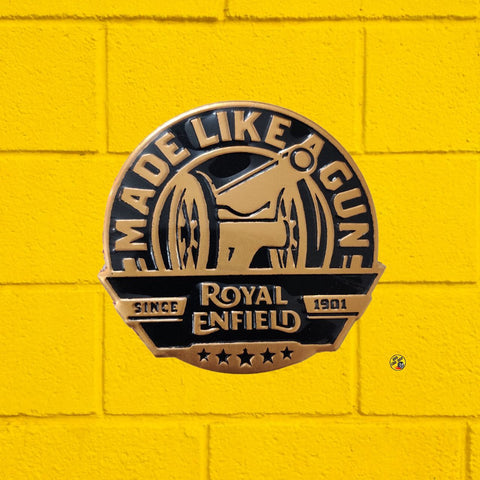 MADE LIKE A GUN
ROYAL
ENFIELD
SINCE
1901